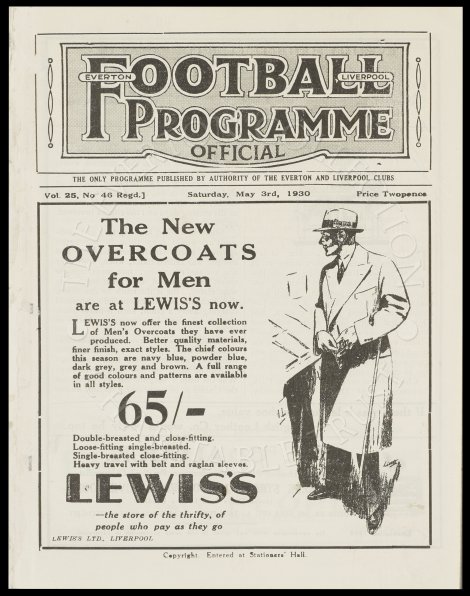 FOOTBALL
EVERTON LIVERPOOL
PROGRAMME
OFFICIAL
THE ONLY PROGRAMME PUBLISHED BY AUTHORITY OF THE EVERTON AND LIVERPOOL CLUBS
Vol. 25, No 46 Regd.] Saturday, May 3rd, 1930 Price Twopence
The New
OVERCOATS
for Men
are at LEWIS'S now.
LEWIS'S now offer the finest collection
of Men's Overcoats they have ever
produced. Better quality materials,
finer finish, exact styles. The chief colours
this season are navy blue, powder blue,
dark grey, grey and brown. A full range
of good colours and patterns are available
in all styles.
65/-
Double-breasted and close-fitting.
Loose-fitting single-breasted.
Single-breasted close-fitting.
Heavy travel with belt and raglan sleeves.
LEWIS'S
—the store of the thrifty, of
people who pay as they go
LEWIS'S LTD., LIVERPOOL
Copyright. Entered at Stationers' Hall.